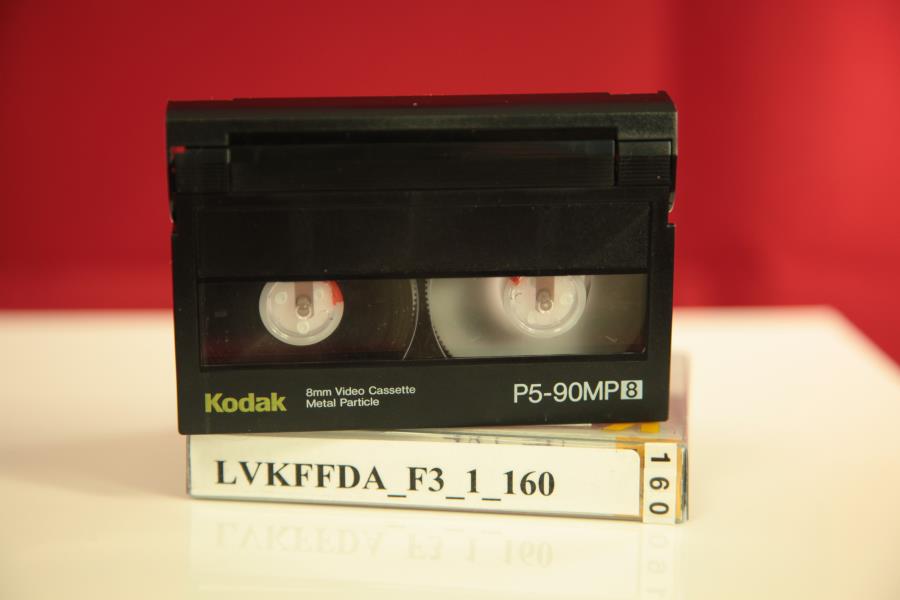 Kodak
8mm Video Cassette
Metal Particle
P5-90MP8
LVKFFDA_F3_1_160
160